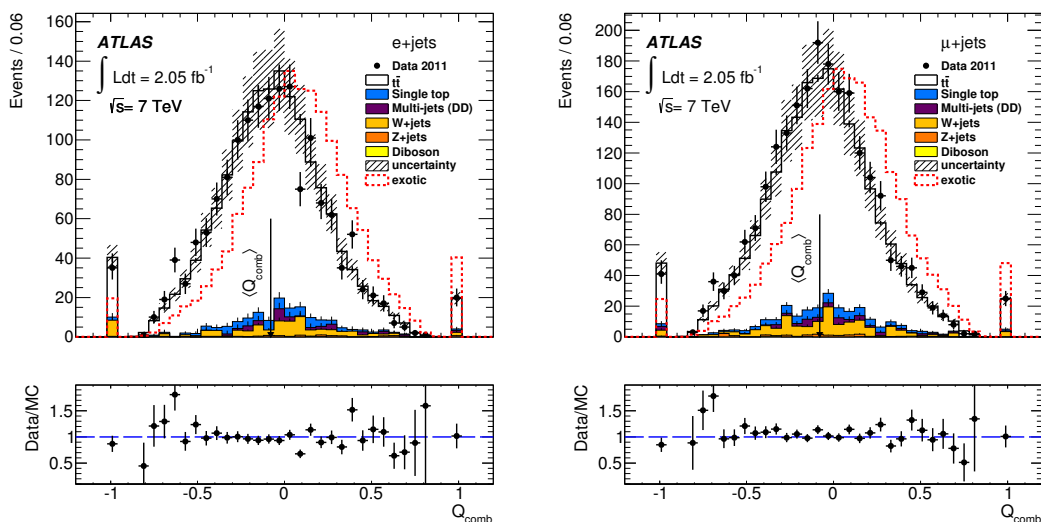 Events / 0.06
140
120
100
80
60
40
20
0
ATLAS
∫ Ldt = 2.05 fb⁻¹
√s= 7 TeV
e+jets
Data 2011
tt̄
Single top
Multi-jets (DD)
W+jets
Z+jets
Diboson
uncertainty
exotic
⟨Q_comb⟩
Data/MC
1.5
1
0.5
-1
-0.5
0
0.5
1
Q_comb
Events / 0.06
200
180
160
140
120
100
80
60
40
20
0
ATLAS
∫ Ldt = 2.05 fb⁻¹
√s= 7 TeV
μ+jets
Data 2011
tt̄
Single top
Multi-jets (DD)
W+jets
Z+jets
Diboson
uncertainty
exotic
⟨Q_comb⟩
Data/MC
1.5
1
0.5
-1
-0.5
0
0.5
1
Q_comb